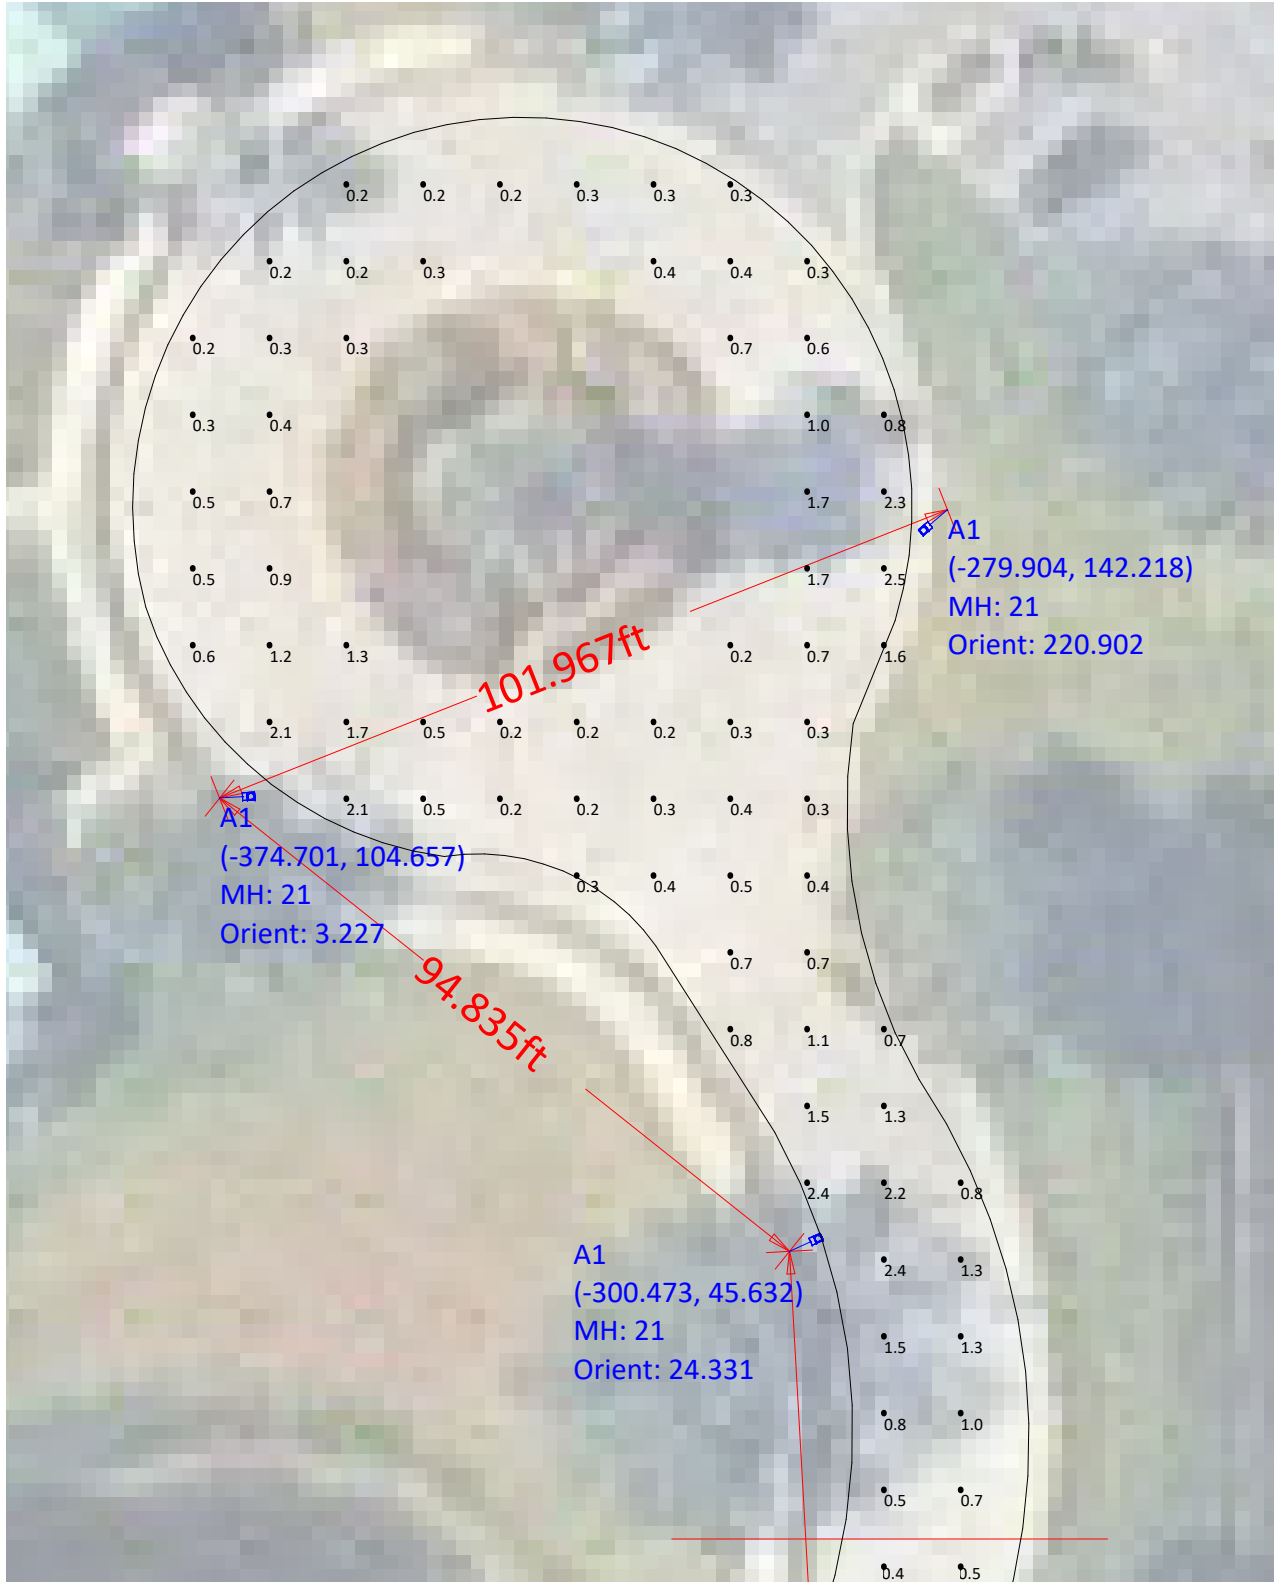 0.2 0.2 0.2 0.3 0.3 0.3
0.2 0.2 0.3 0.4 0.4 0.3
0.2 0.3 0.3 0.7 0.6
0.3 0.4 1.0 0.8
0.5 0.7 1.7 2.3
A1
(-279.904, 142.218)
MH: 21
Orient: 220.902
0.5 0.9 1.7 2.5
101.967ft
0.6 1.2 1.3 0.2 0.7 1.6
2.1 1.7 0.5 0.2 0.2 0.2 0.3 0.3
2.1 0.5 0.2 0.2 0.3 0.4 0.3
A1
(-374.701, 104.657)
MH: 21
Orient: 3.227
0.3 0.4 0.5 0.4
94.835ft
0.7 0.7
0.8 1.1 0.7
1.5 1.3
2.4 2.2 0.8
A1
(-300.473, 45.632)
MH: 21
Orient: 24.331
2.4 1.3
1.5 1.3
0.8 1.0
0.5 0.7
0.4 0.5